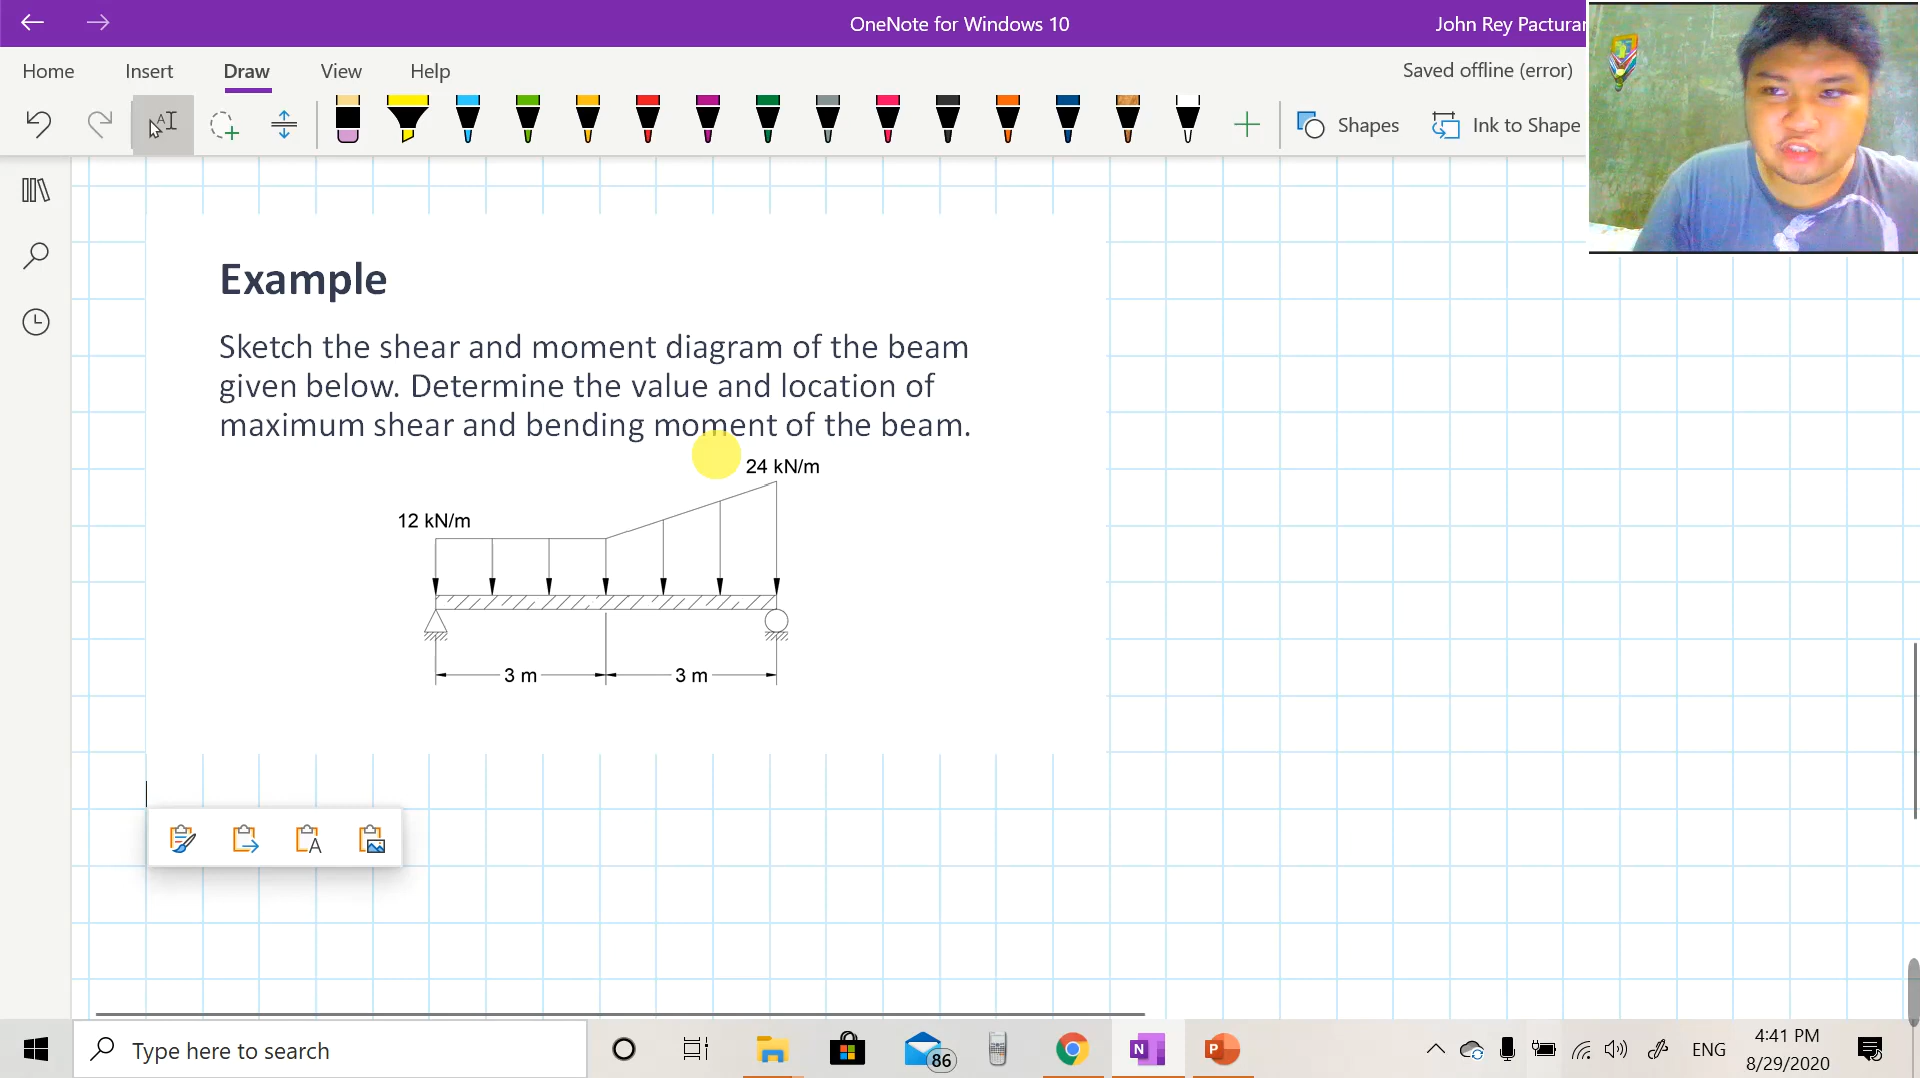 OneNote for Windows 10
John Rey Pactura
Home Insert Draw View Help
Saved offline (error)
Shapes
Ink to Shape
Example
Sketch the shear and moment diagram of the beam
given below. Determine the value and location of
maximum shear and bending moment of the beam.
24 kN/m
12 kN/m
3 m 3 m
Type here to search
86
N
P
ENG
4:41 PM
8/29/2020